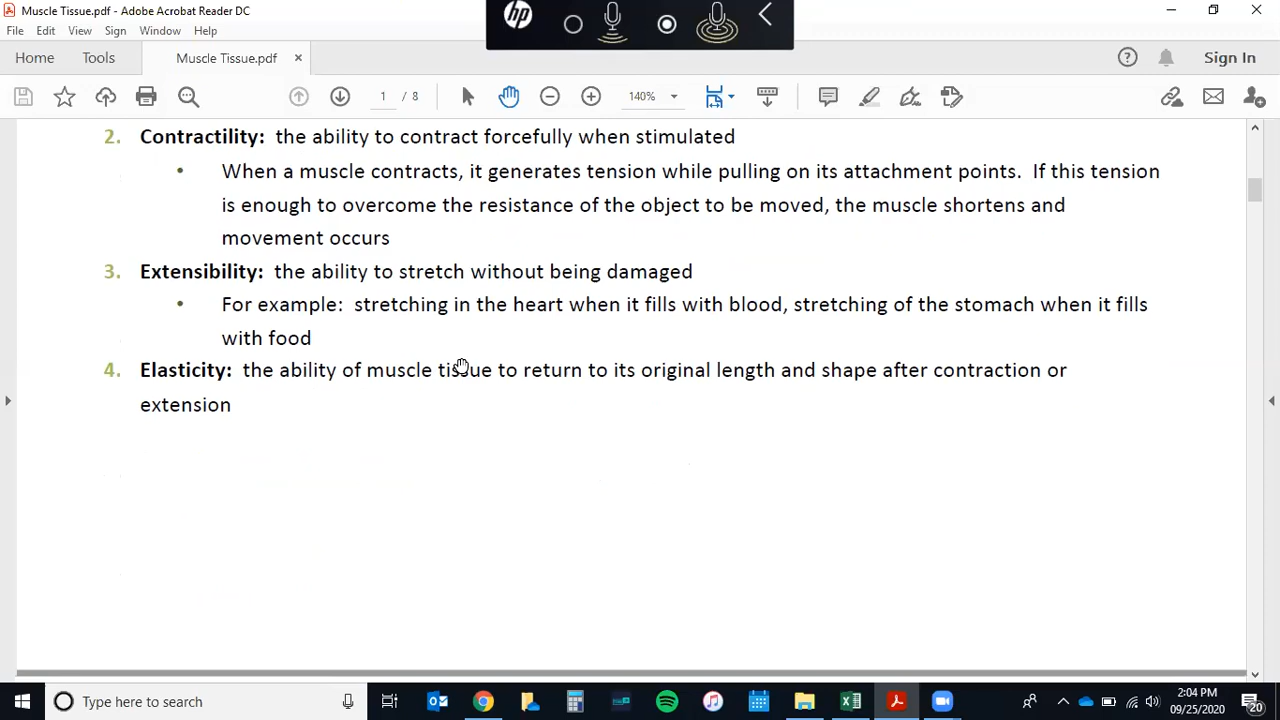 Muscle Tissue.pdf - Adobe Acrobat Reader DC
hp
File Edit View Sign Window Help
Home Tools Muscle Tissue.pdf × Sign In
1 / 8 140%
2. Contractility: the ability to contract forcefully when stimulated
• When a muscle contracts, it generates tension while pulling on its attachment points. If this tension
is enough to overcome the resistance of the object to be moved, the muscle shortens and
movement occurs
3. Extensibility: the ability to stretch without being damaged
• For example: stretching in the heart when it fills with blood, stretching of the stomach when it fills
with food
4. Elasticity: the ability of muscle tissue to return to its original length and shape after contraction or
extension
Type here to search
2:04 PM
09/25/2020
20